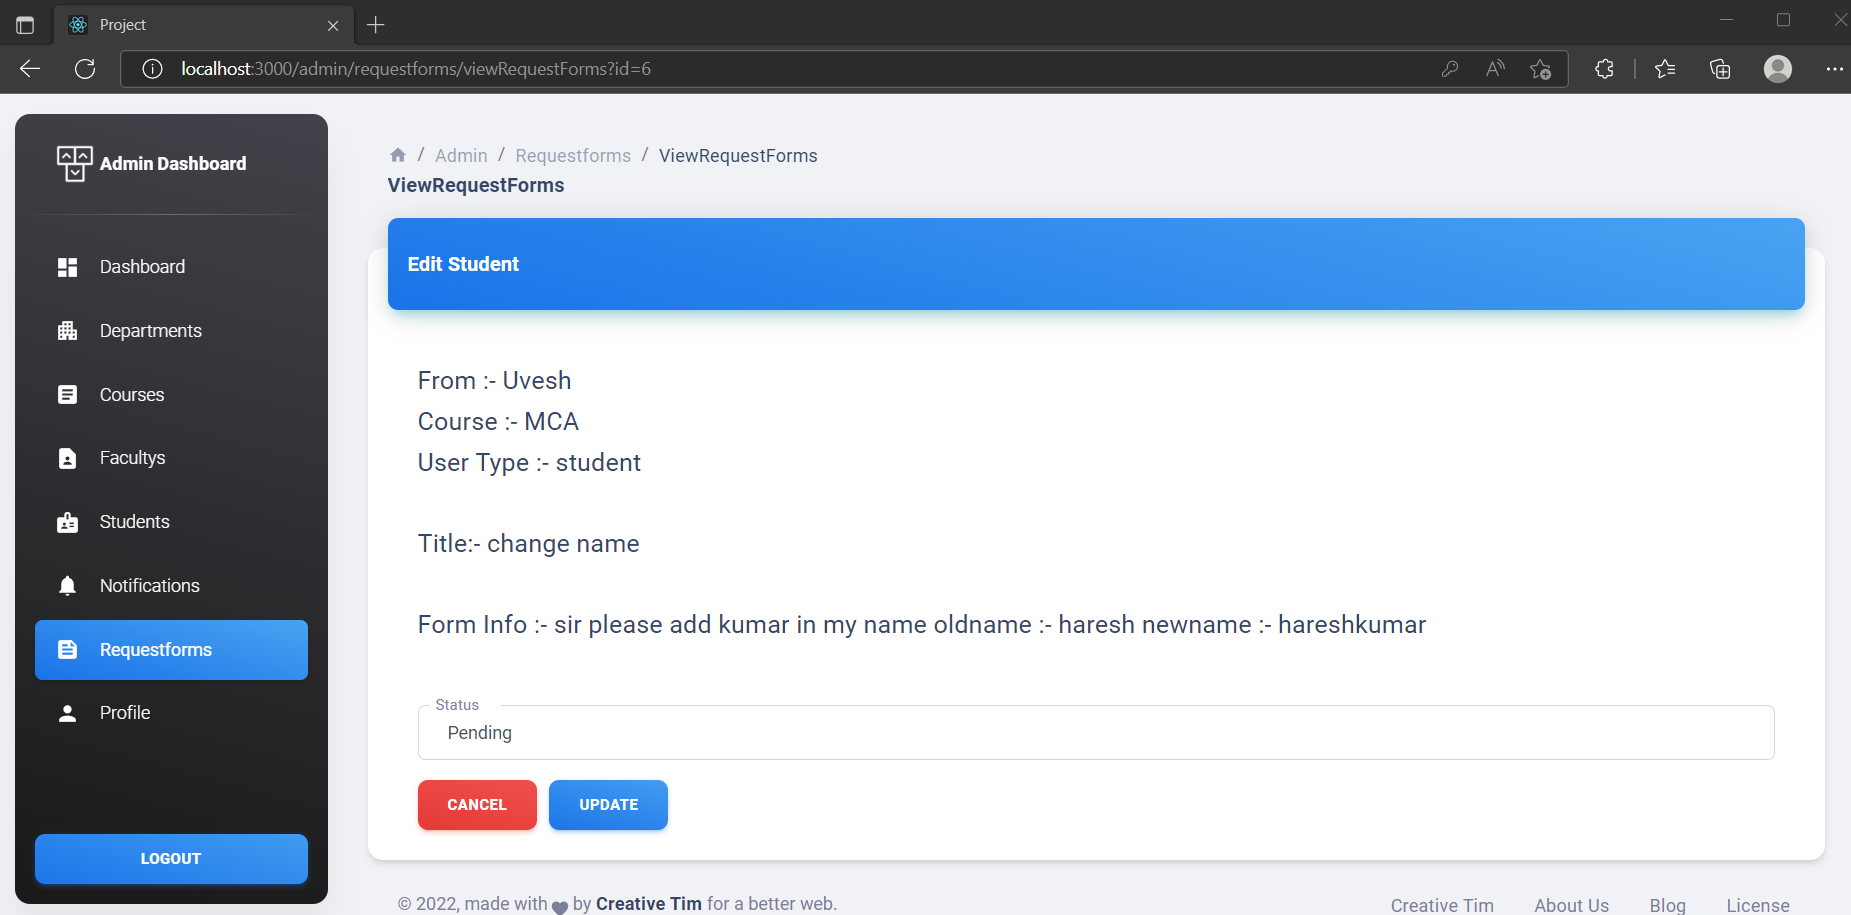 Project
localhost:3000/admin/requestforms/viewRequestForms?id=6
Admin Dashboard
Dashboard
Departments
Courses
Facultys
Students
Notifications
Requestforms
Profile
LOGOUT
/ Admin / Requestforms / ViewRequestForms
ViewRequestForms
Edit Student
From :- Uvesh
Course :- MCA
User Type :- student
Title:- change name
Form Info :- sir please add kumar in my name oldname :- haresh newname :- hareshkumar
Status
Pending
CANCEL UPDATE
© 2022, made with by Creative Tim for a better web.
Creative Tim About Us Blog License